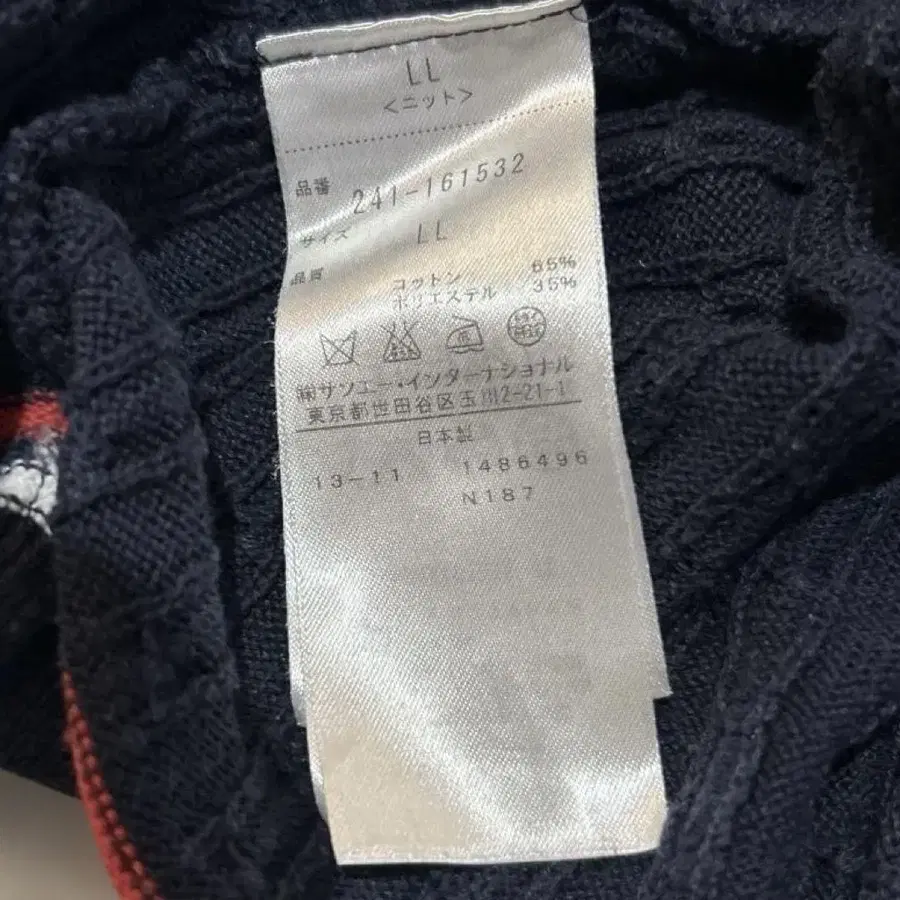 LL
<ニット>
品番 241-161532
サイズ LL
品質 コットン 65%
ポリエステル 35%
㈱サンエー・インターナショナル
東京都世田谷区玉川2-21-1
日本製
13-11 1486496
N187